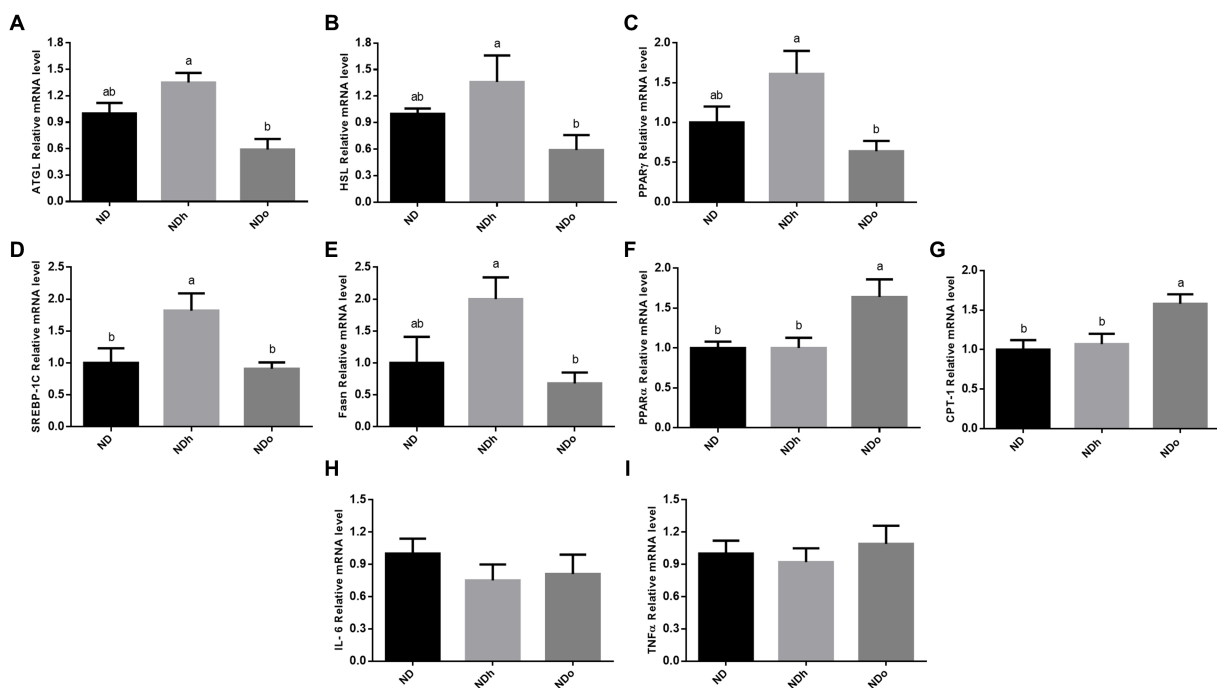 A
ATGL Relative mRNA level
1.8
1.5
1.2
0.9
0.6
0.3
0.0
ab
a
b
ND
NDh
NDo
B
HSL Relative mRNA level
1.8
1.5
1.2
0.9
0.6
0.3
0.0
ab
a
b
ND
NDh
NDo
C
PPARγ Relative mRNA level
2.0
1.5
1.0
0.5
0.0
ab
a
b
ND
NDh
NDo
D
SREBP-1C Relative mRNA level
2.5
2.0
1.5
1.0
0.5
0.0
b
a
b
ND
NDh
NDo
E
Fasn Relative mRNA level
2.5
2.0
1.5
1.0
0.5
0.0
ab
a
b
ND
NDh
NDo
F
PPARα Relative mRNA level
2.0
1.5
1.0
0.5
0.0
b
b
a
ND
NDh
NDo
G
CPT-1 Relative mRNA level
2.0
1.5
1.0
0.5
0.0
b
b
a
ND
NDh
NDo
H
IL- 6 Relative mRNA level
1.5
1.2
0.9
0.6
0.3
0.0
ND
NDh
NDo
I
TNFα Relative mRNA level
1.5
1.2
0.9
0.6
0.3
0.0
ND
NDh
NDo